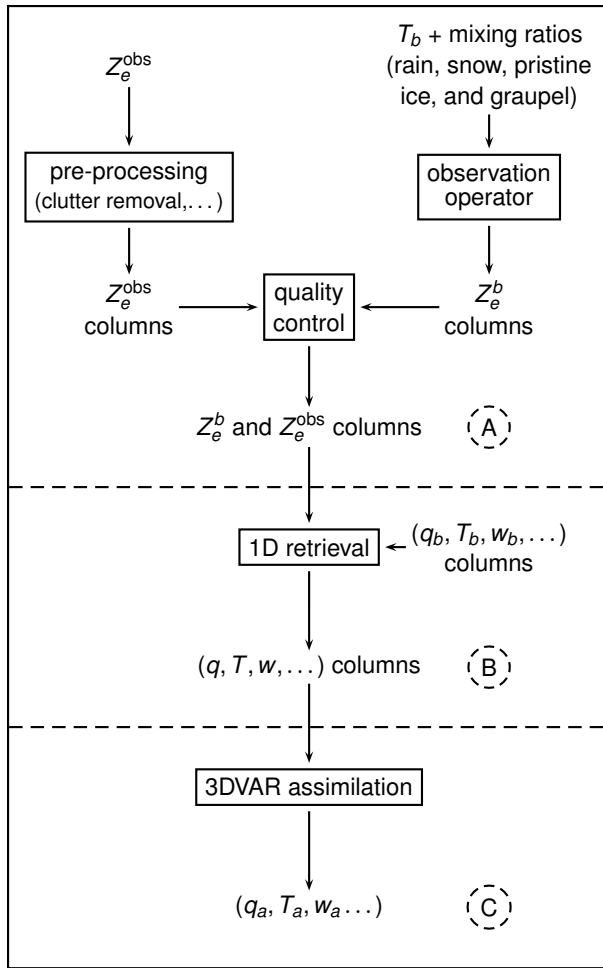 Z_e^obs
T_b + mixing ratios
(rain, snow, pristine
ice, and graupel)
pre-processing
(clutter removal,...)
observation
operator
Z_e^obs
columns
quality
control
Z_e^b
columns
Z_e^b and Z_e^obs columns
A
1D retrieval
(q_b, T_b, w_b, ...)
columns
(q, T, w, ...) columns
B
3DVAR assimilation
(q_a, T_a, w_a ...)
C